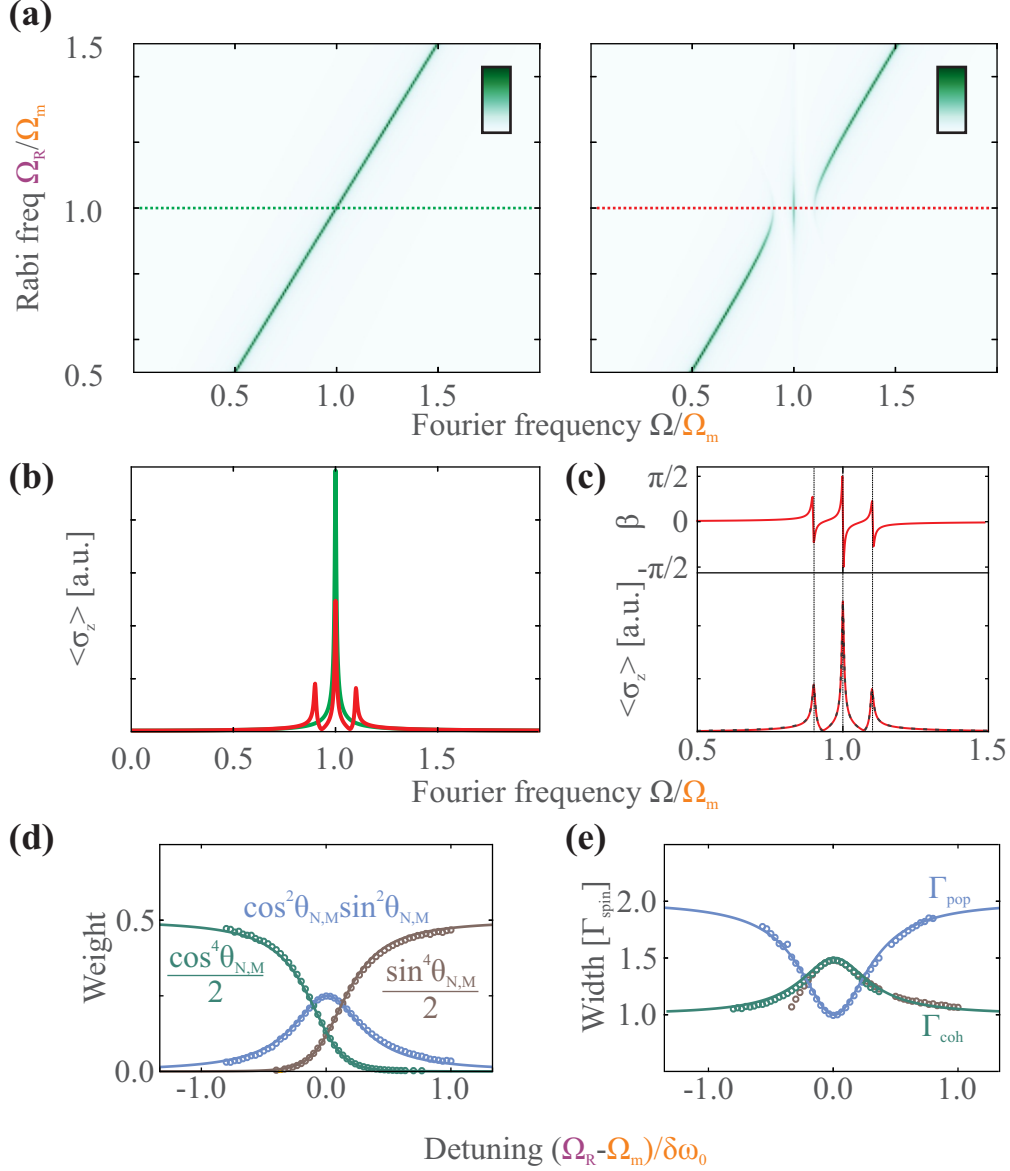 (a)
1.5
1.0
0.5
Rabi freq Ω_R/Ω_m
0.5 1.0 1.5 0.5 1.0 1.5
Fourier frequency Ω/Ω_m
(b)
<σ_z> [a.u.]
0.0 0.5 1.0 1.5
(c)
π/2
0
-π/2
β
<σ_z> [a.u.]
0.5 1.0 1.5
Fourier frequency Ω/Ω_m
(d)
Weight
0.5
0.0
cos²θ_N,M sin²θ_N,M
cos⁴θ_N,M
2
sin⁴θ_N,M
2
-1.0 0.0 1.0
(e)
Width [Γ_spin]
2.0
1.5
1.0
Γ_pop
Γ_coh
-1.0 0.0 1.0
Detuning (Ω_R-Ω_m)/δω_0